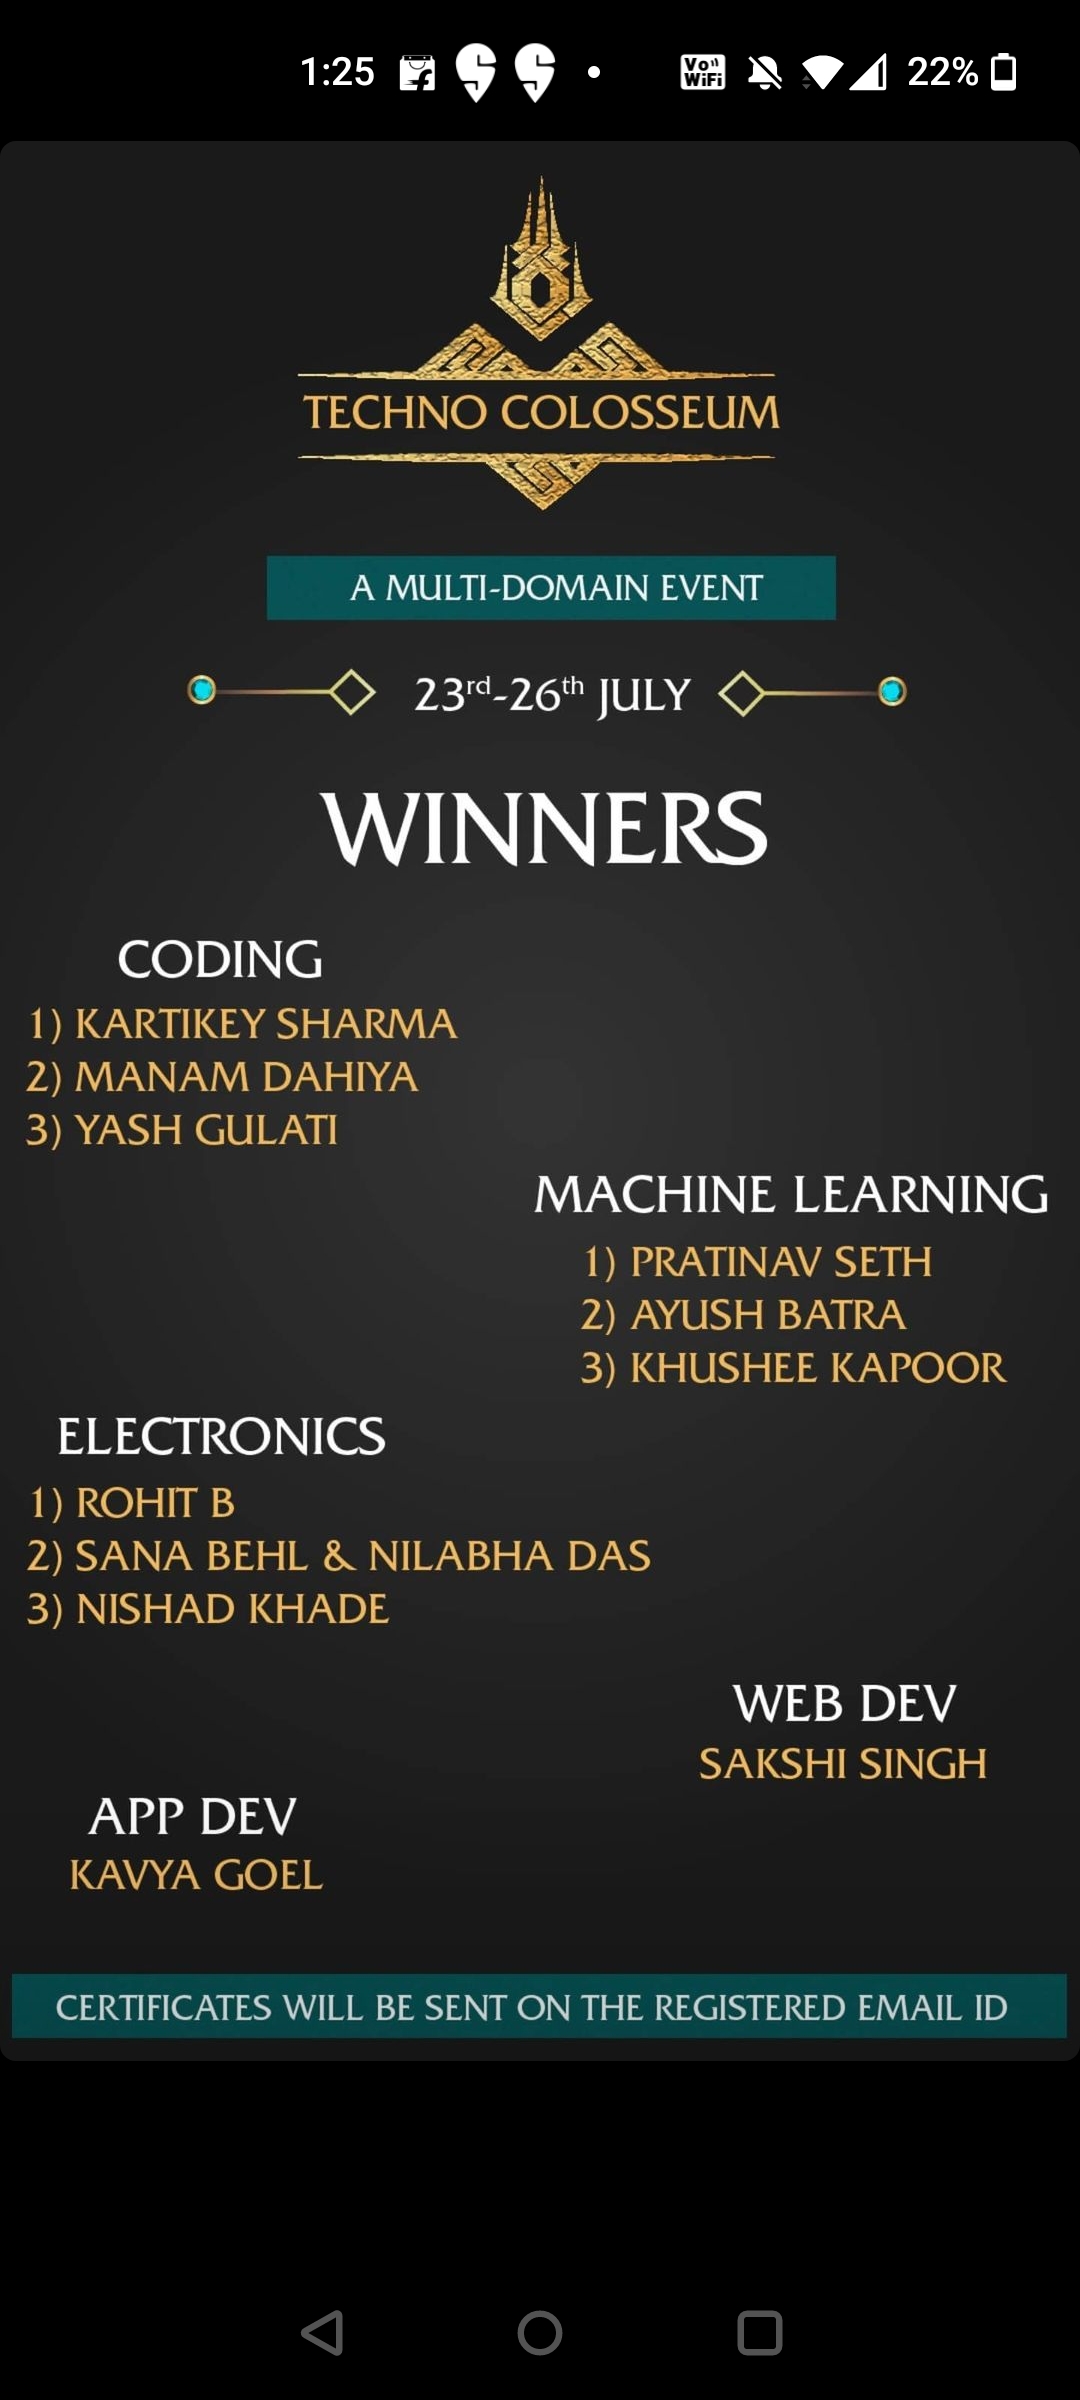 1:25
Vo))
WiFi
22%
TECHNO COLOSSEUM
A MULTI-DOMAIN EVENT
23rd-26th JULY
WINNERS
CODING
1) KARTIKEY SHARMA
2) MANAM DAHIYA
3) YASH GULATI
MACHINE LEARNING
1) PRATINAV SETH
2) AYUSH BATRA
3) KHUSHEE KAPOOR
ELECTRONICS
1) ROHIT B
2) SANA BEHL & NILABHA DAS
3) NISHAD KHADE
WEB DEV
SAKSHI SINGH
APP DEV
KAVYA GOEL
CERTIFICATES WILL BE SENT ON THE REGISTERED EMAIL ID